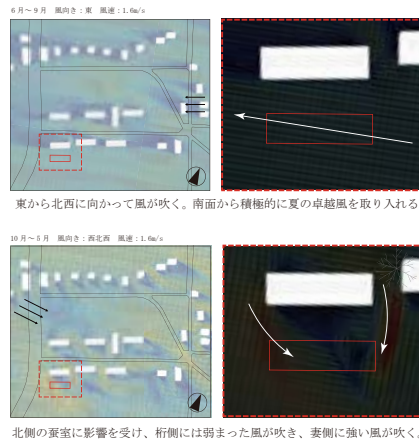 6月～9月　風向き：東　風速：1.6m/s
東から北西に向かって風が吹く。南面から積極的に夏の卓越風を取り入れる
10月～5月　風向き：西北西　風速：1.6m/s
北側の蚕室に影響を受け、桁側には弱まった風が吹き、妻側に強い風が吹く。